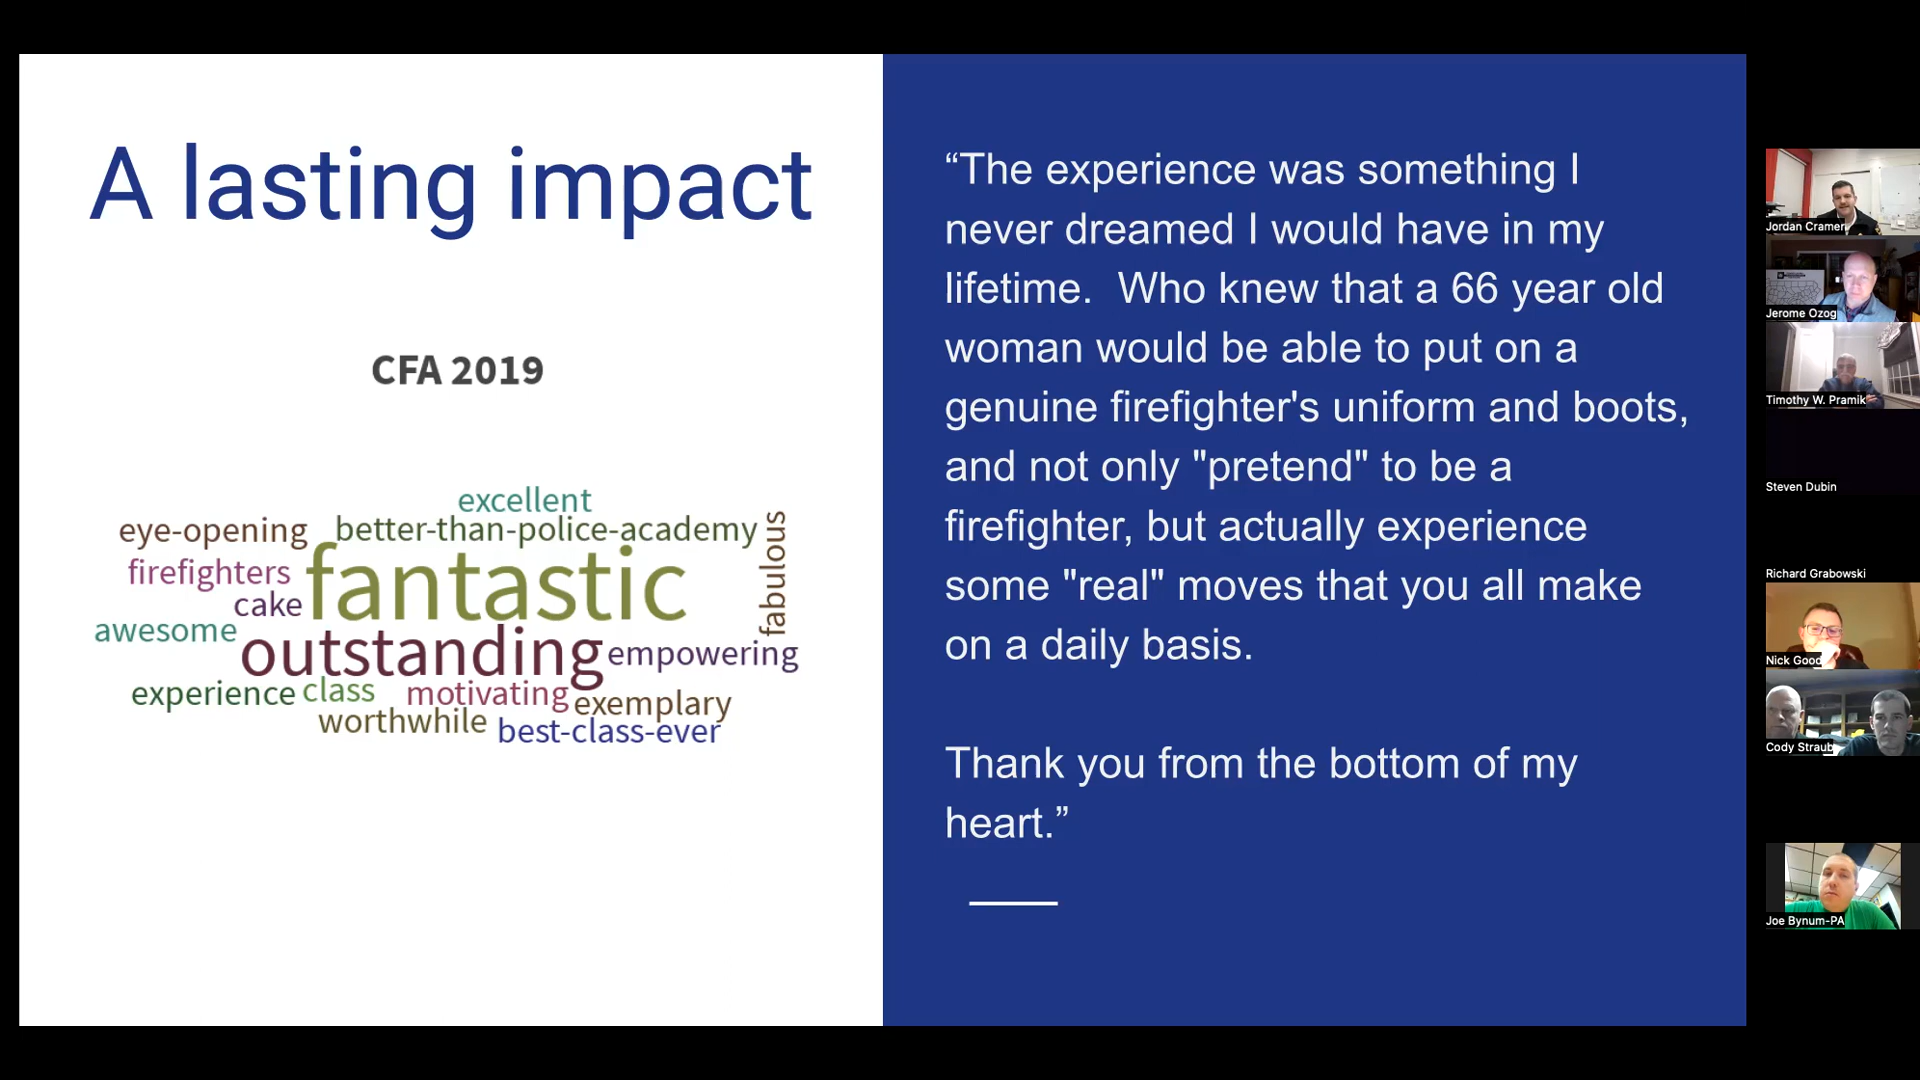 A lasting impact
CFA 2019
excellent
eye-opening
better-than-police-academy
fabulous
firefighters
fantastic
cake
awesome
outstanding
empowering
experience
class
motivating
exemplary
worthwhile
best-class-ever
“The experience was something I
never dreamed I would have in my
lifetime.  Who knew that a 66 year old
woman would be able to put on a
genuine firefighter's uniform and boots,
and not only "pretend" to be a
firefighter, but actually experience
some "real" moves that you all make
on a daily basis.
Thank you from the bottom of my
heart.”
Jordan Cramer
Jerome Ozog
Timothy W. Pramik
Steven Dubin
Richard Grabowski
Nick Good
Cody Straub
Joe Bynum-PA